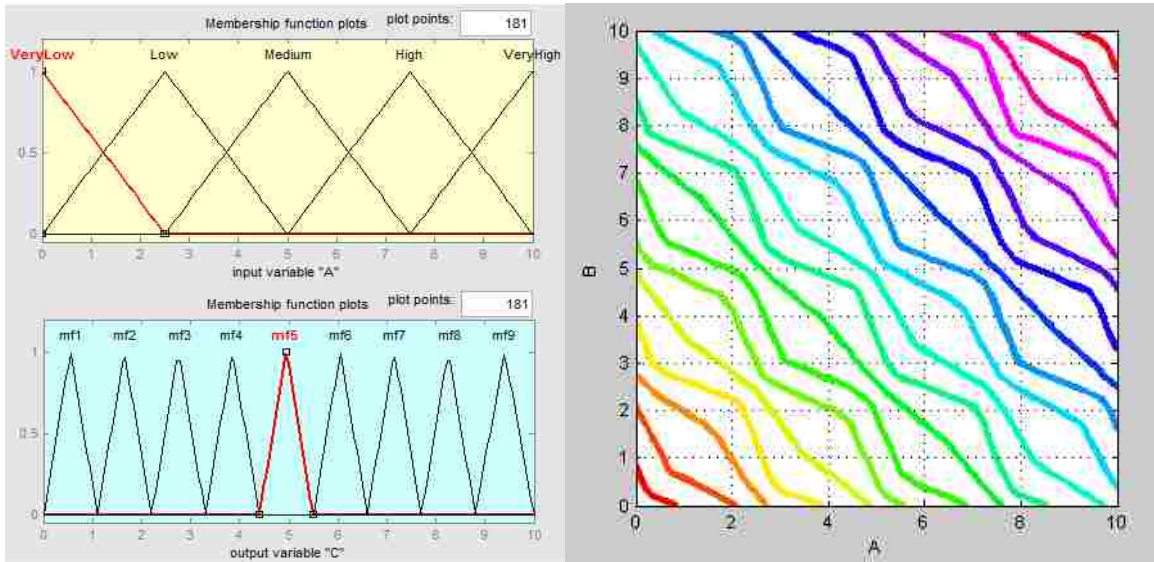 Membership function plots plot points: 181
VeryLow Low Medium High VeryHigh
1
0.5
0
0 1 2 3 4 5 6 7 8 9 10
input variable "A"
Membership function plots plot points: 181
mf1 mf2 mf3 mf4 mf5 mf6 mf7 mf8 mf9
1
0.5
0
0 1 2 3 4 5 6 7 8 9 10
output variable "C"
10
9
8
7
6
5
4
3
2
1
0
B
0 2 4 6 8 10
A